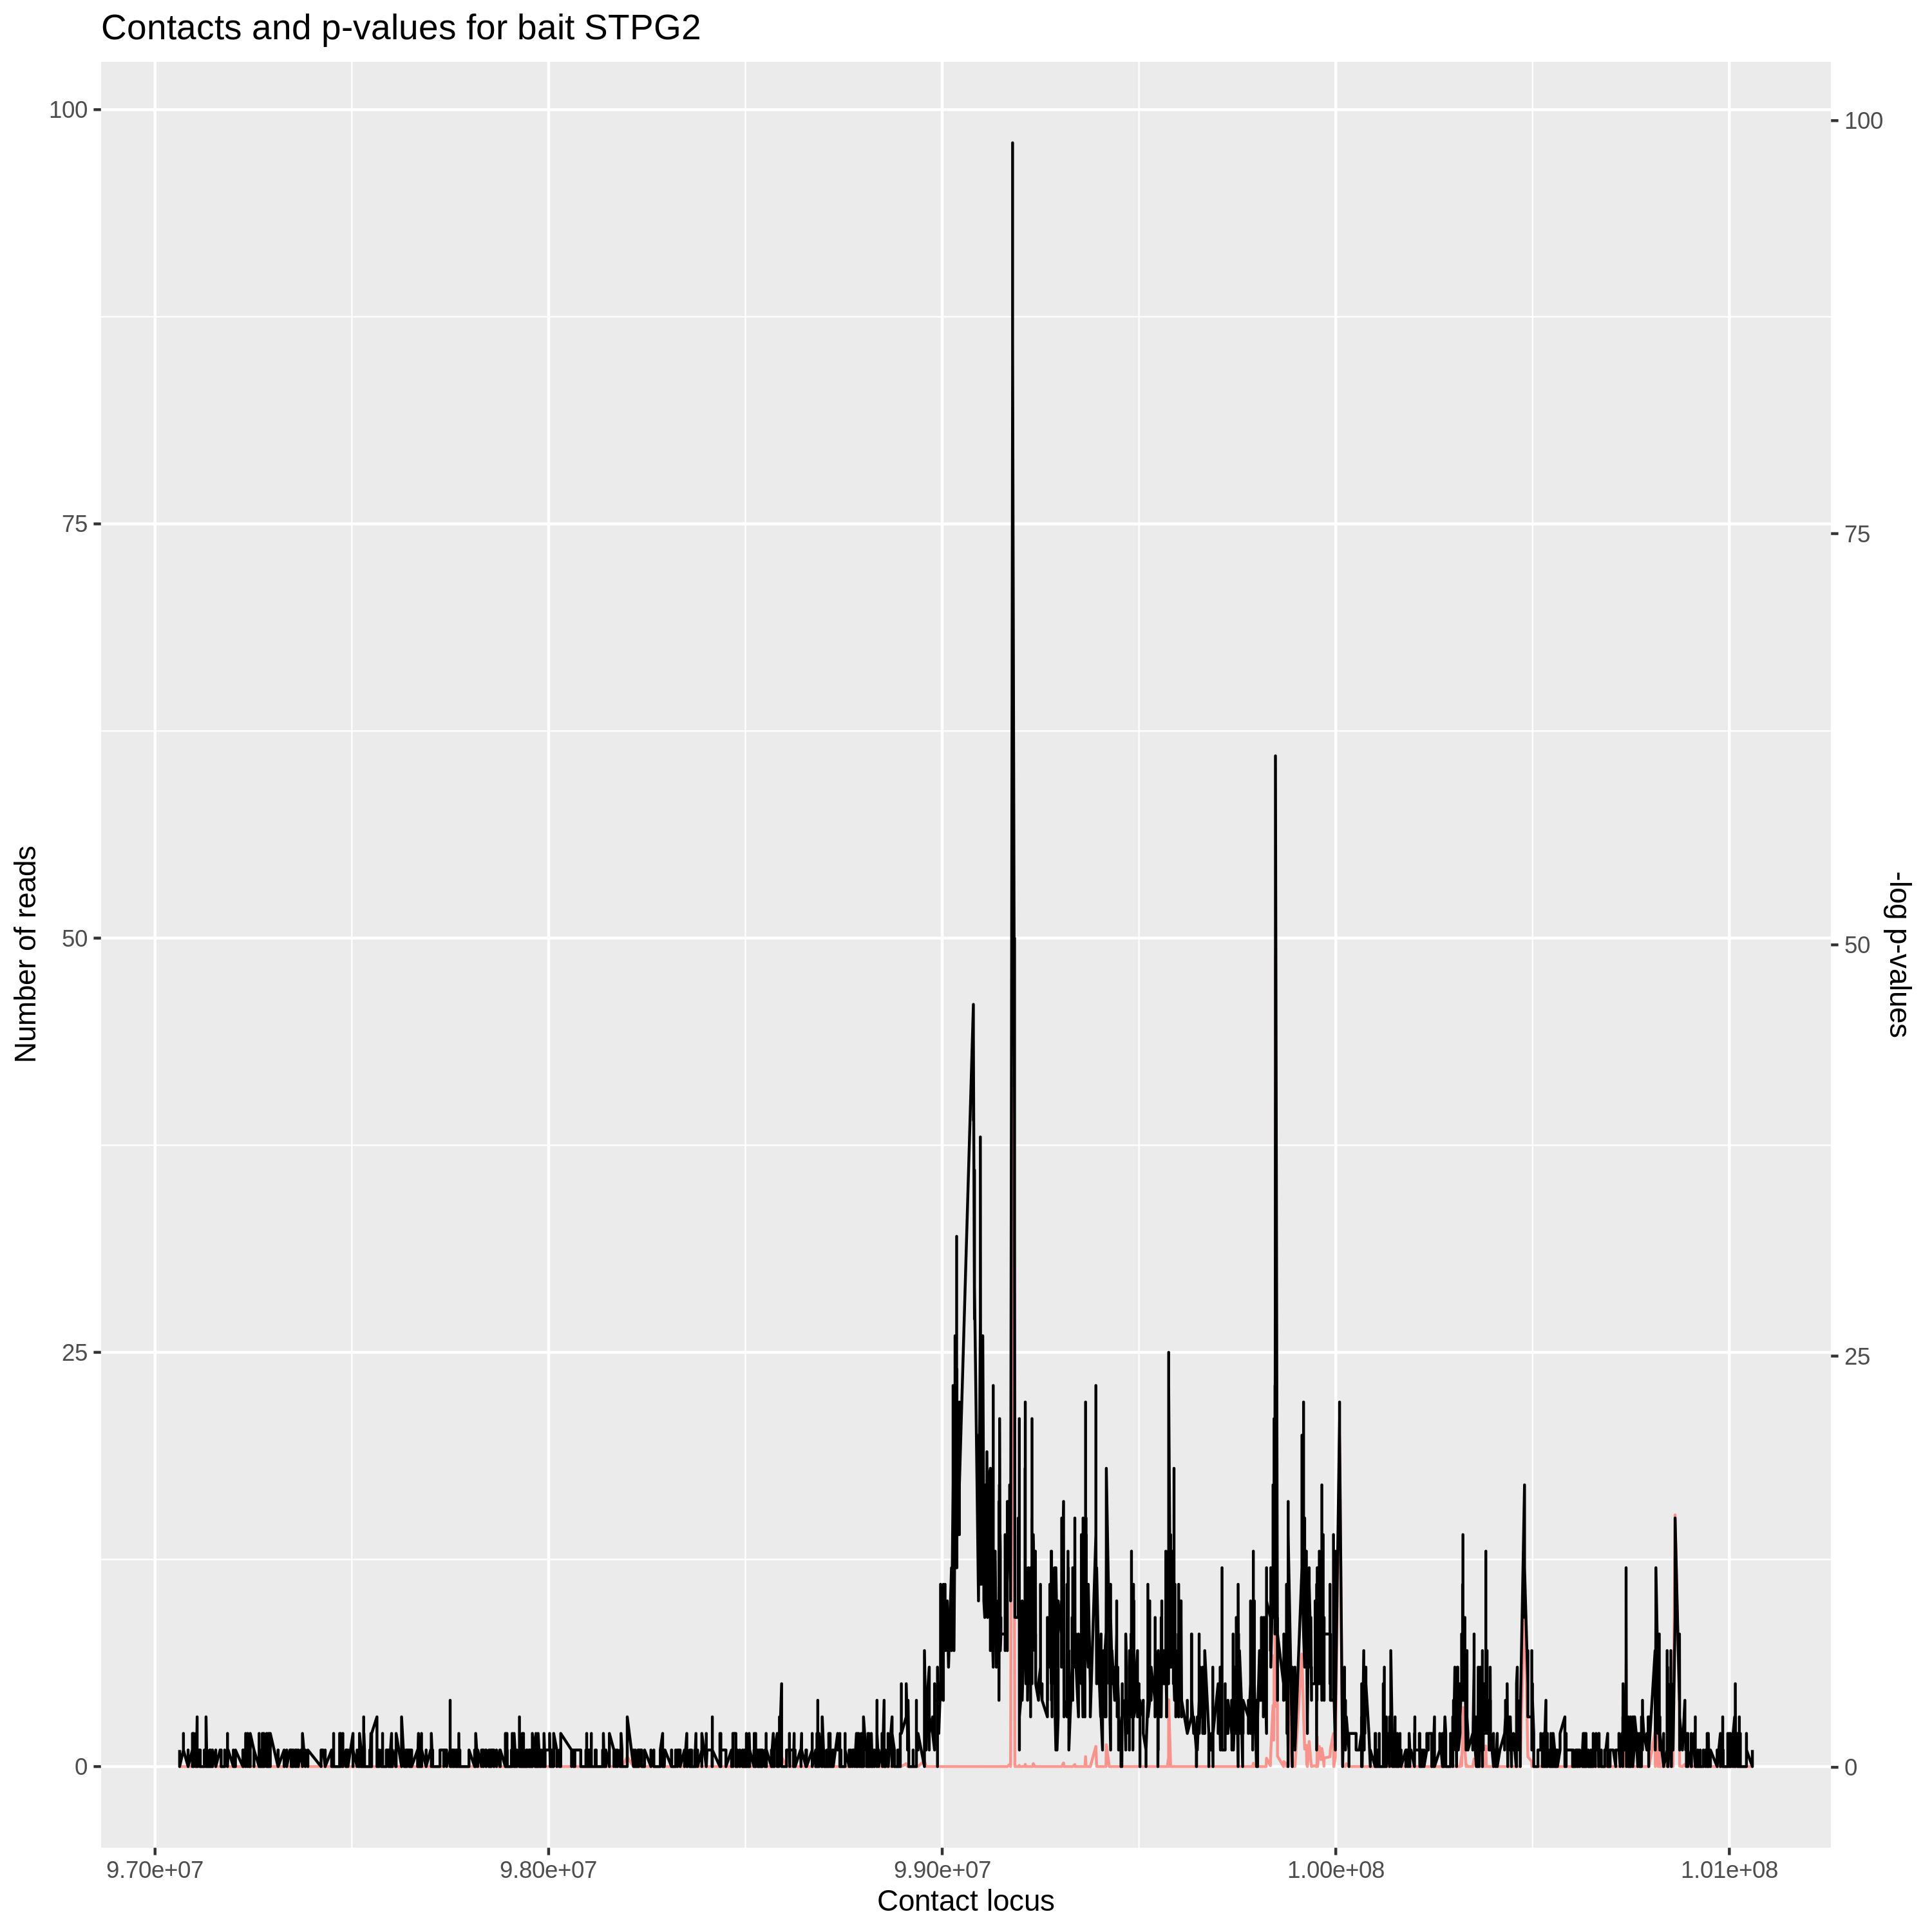 Contacts and p-values for bait STPG2
100
75
50
25
0
Number of reads
100
75
50
25
0
-log p-values
9.70e+07 9.80e+07 9.90e+07 1.00e+08 1.01e+08
Contact locus